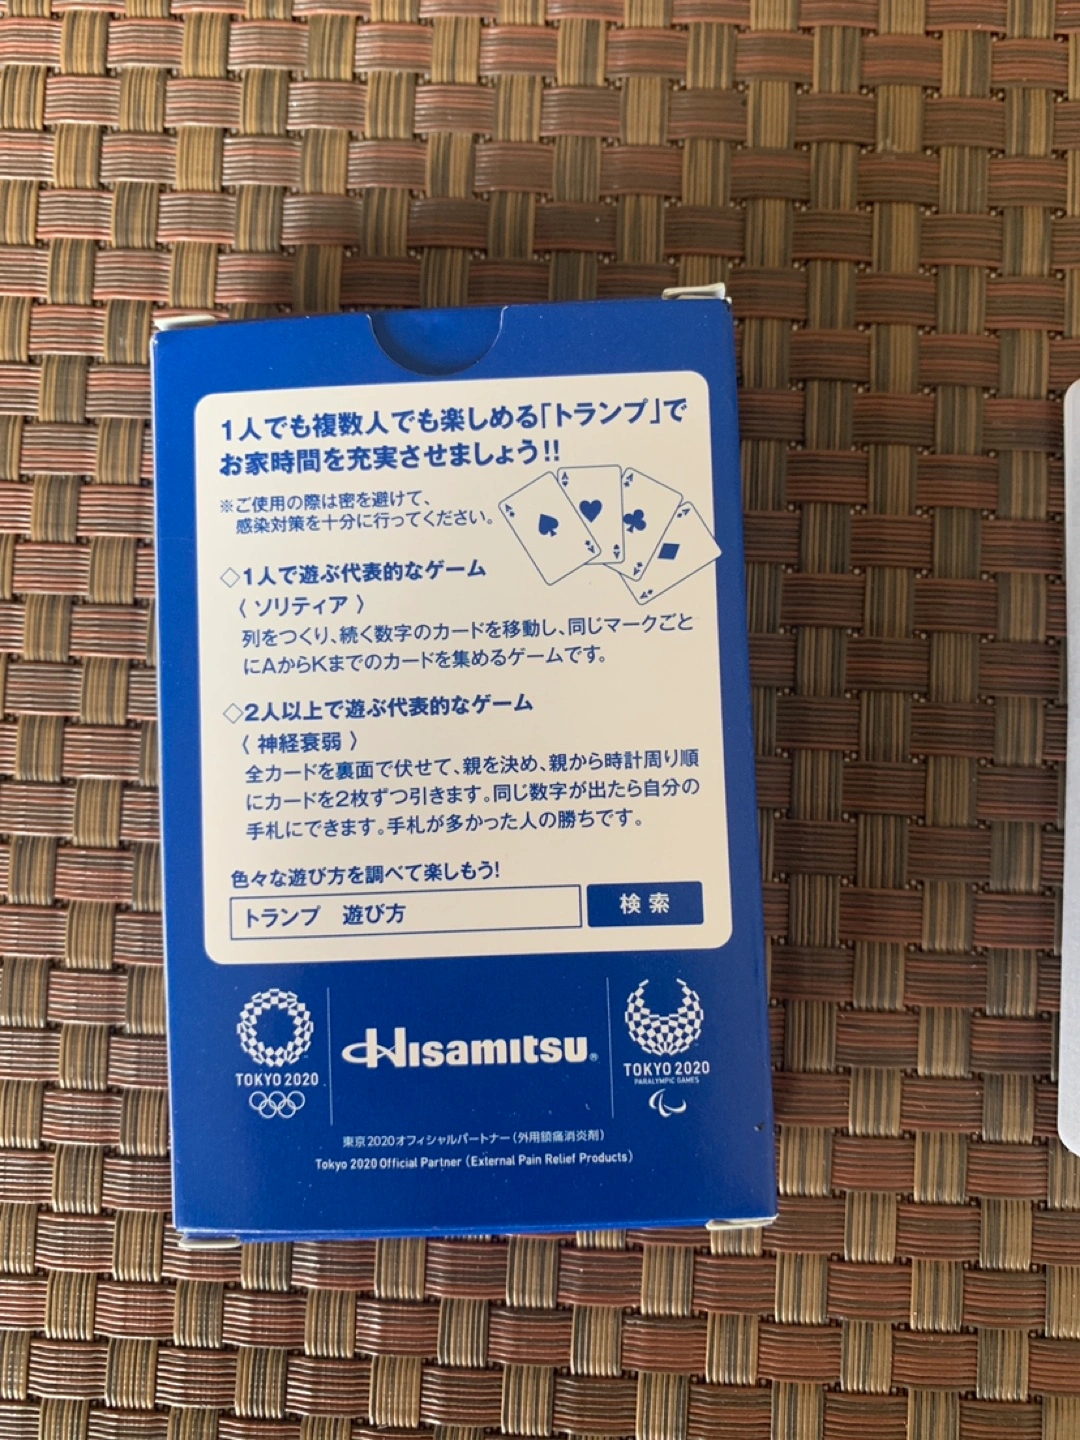 1人でも複数人でも楽しめる「トランプ」で
お家時間を充実させましょう!!
※ご使用の際は密を避けて、
感染対策を十分に行ってください。
◇1人で遊ぶ代表的なゲーム
〈 ソリティア 〉
列をつくり、続く数字のカードを移動し、同じマークごと
にAからKまでのカードを集めるゲームです。
◇2人以上で遊ぶ代表的なゲーム
〈 神経衰弱 〉
全カードを裏面で伏せて、親を決め、親から時計周り順
にカードを2枚ずつ引きます。同じ数字が出たら自分の
手札にできます。手札が多かった人の勝ちです。
色々な遊び方を調べて楽しもう!
トランプ 遊び方 検索
TOKYO 2020
HISAMITSU®
TOKYO 2020
PARALYMPIC GAMES
東京2020オフィシャルパートナー(外用鎮痛消炎剤)
Tokyo 2020 Official Partner (External Pain Relief Products)